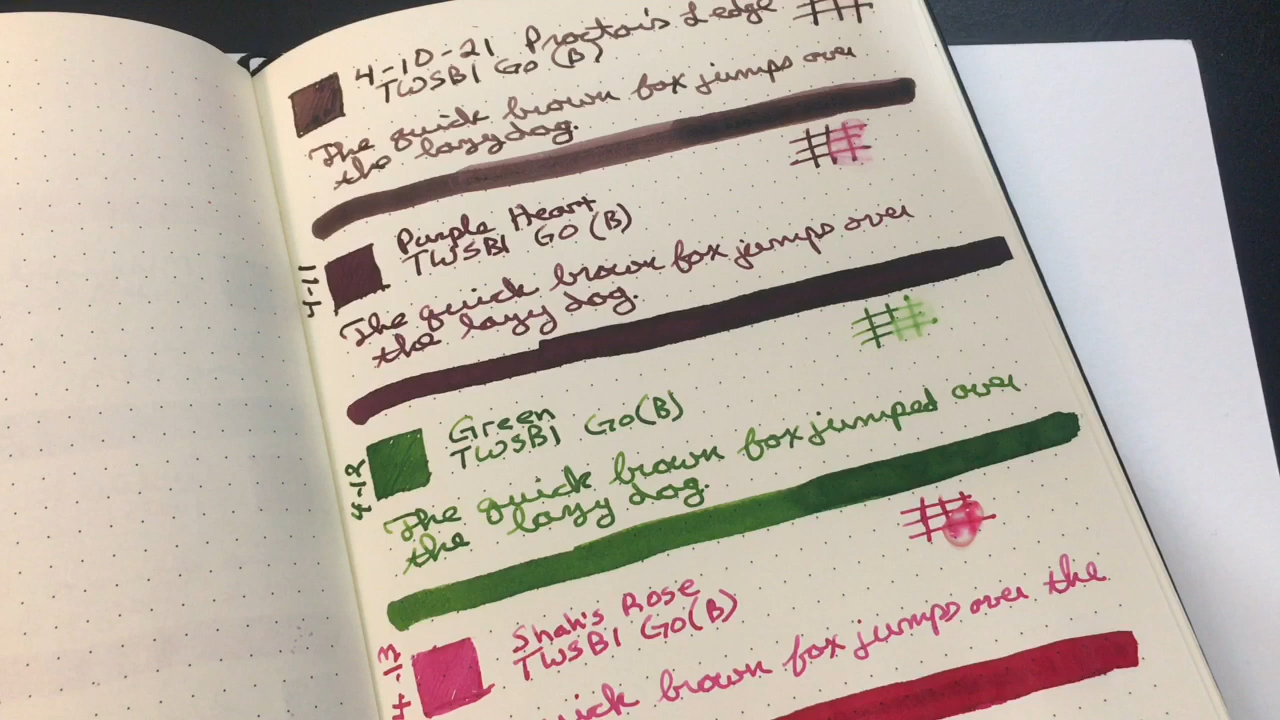 4-10-21 Proctor's Ledge
TWSBI GO (B)
The quick brown fox jumps over
the lazy dog.
4-11
Purple Heart
TWSBI GO (B)
The quick brown fox jumps over
the lazy dog.
4-12
Green
TWSBI GO (B)
The quick brown fox jumped over
the lazy dog.
4-13
Shah's Rose
TWSBI GO (B)
quick brown fox jumps over the